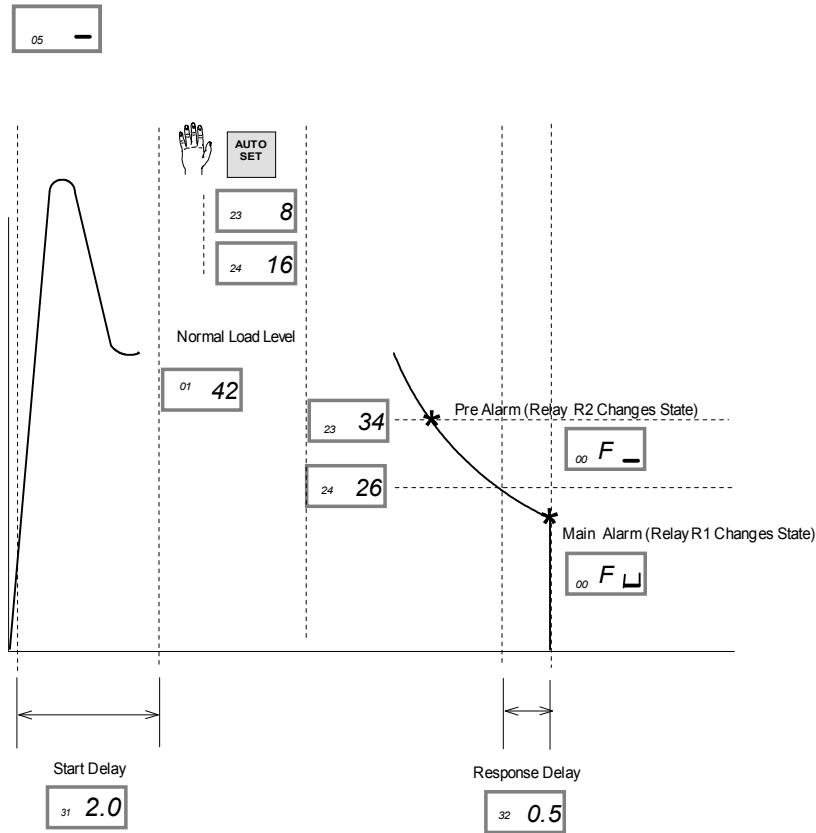 05 –
AUTO
SET
23 8
24 16
Normal Load Level
01 42
23 34
Pre Alarm (Relay R2 Changes State)
00 F _
24 26
Main Alarm (Relay R1 Changes State)
00 F ⊔
Start Delay
31 2.0
Response Delay
32 0.5